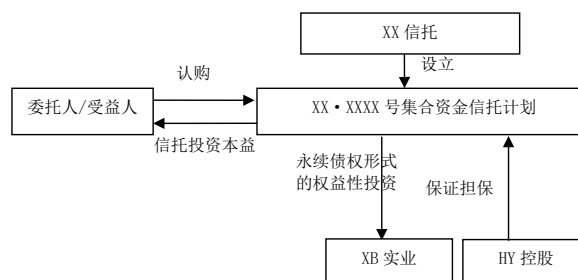 XX 信托
设立
认购
委托人/受益人
XX·XXXX 号集合资金信托计划
信托投资本益
永续债权形式
的权益性投资
保证担保
XB 实业
HY 控股